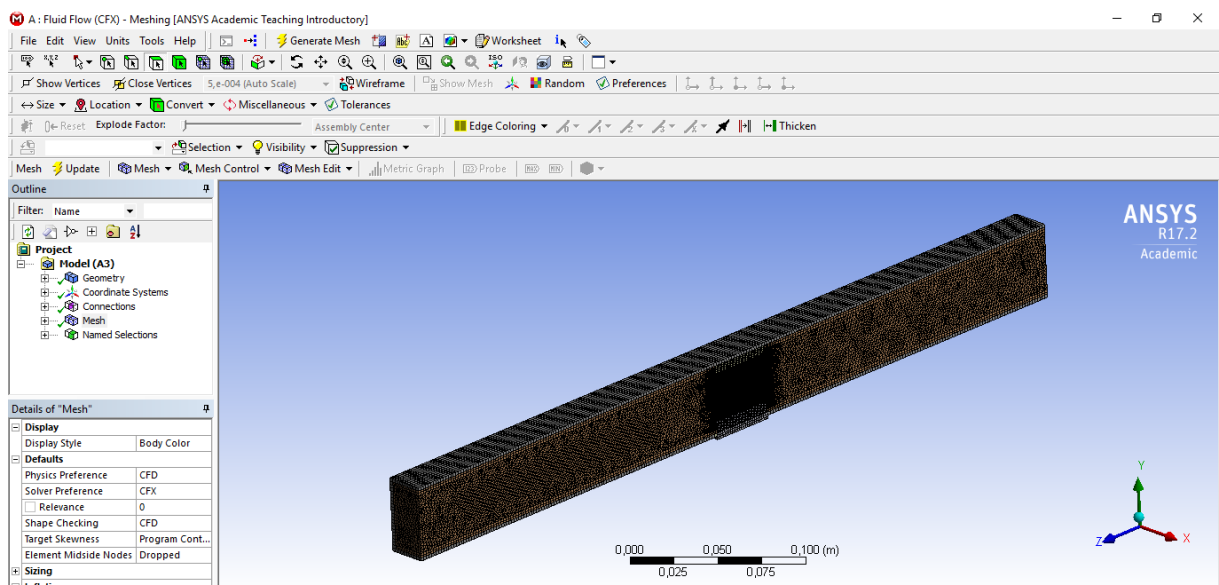 A : Fluid Flow (CFX) - Meshing [ANSYS Academic Teaching Introductory]
File Edit View Units Tools Help Generate Mesh A Worksheet i
Show Vertices Close Vertices 5,e-004 (Auto Scale) Wireframe Show Mesh Random Preferences
Size Location Convert Miscellaneous Tolerances
Reset Explode Factor: Assembly Center Edge Coloring Thicken
Selection Visibility Suppression
Mesh Update Mesh Mesh Control Mesh Edit Metric Graph Probe
Outline
Filter: Name
Project
Model (A3)
Geometry
Coordinate Systems
Connections
Mesh
Named Selections
Details of "Mesh"
Display
Display Style Body Color
Defaults
Physics Preference CFD
Solver Preference CFX
Relevance 0
Shape Checking CFD
Target Skewness Program Cont...
Element Midside Nodes Dropped
Sizing
ANSYS
R17.2
Academic
0,000 0,050 0,100 (m)
0,025 0,075
Y
Z X